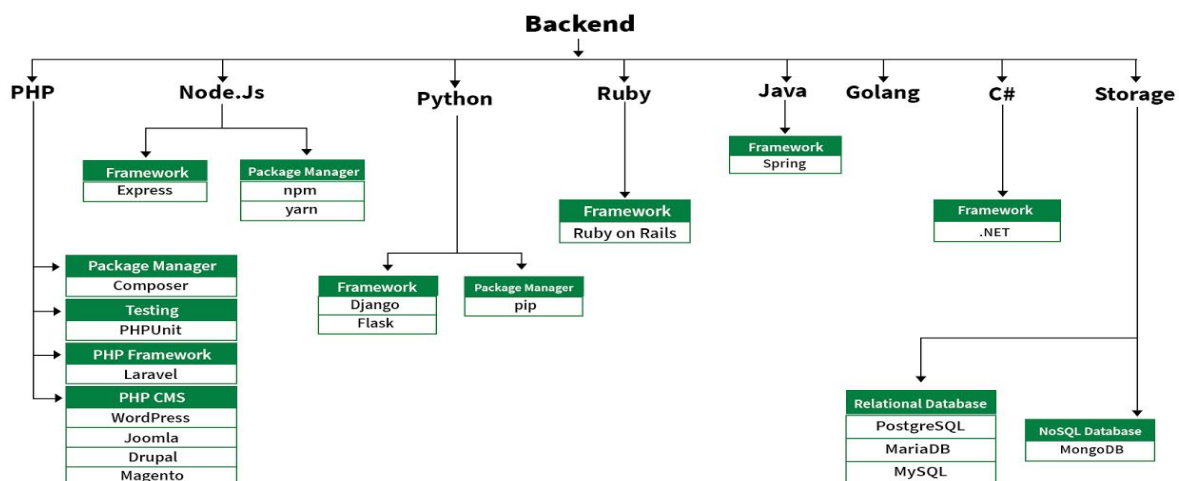 Backend
PHP
Node.Js
Python
Ruby
Java
Golang
C#
Storage
Framework
Express
Package Manager
npm
yarn
Framework
Spring
Framework
Ruby on Rails
Framework
.NET
Package Manager
Composer
Testing
PHPUnit
PHP Framework
Laravel
PHP CMS
WordPress
Joomla
Drupal
Magento
Framework
Django
Flask
Package Manager
pip
Relational Database
PostgreSQL
MariaDB
MySQL
NoSQL Database
MongoDB